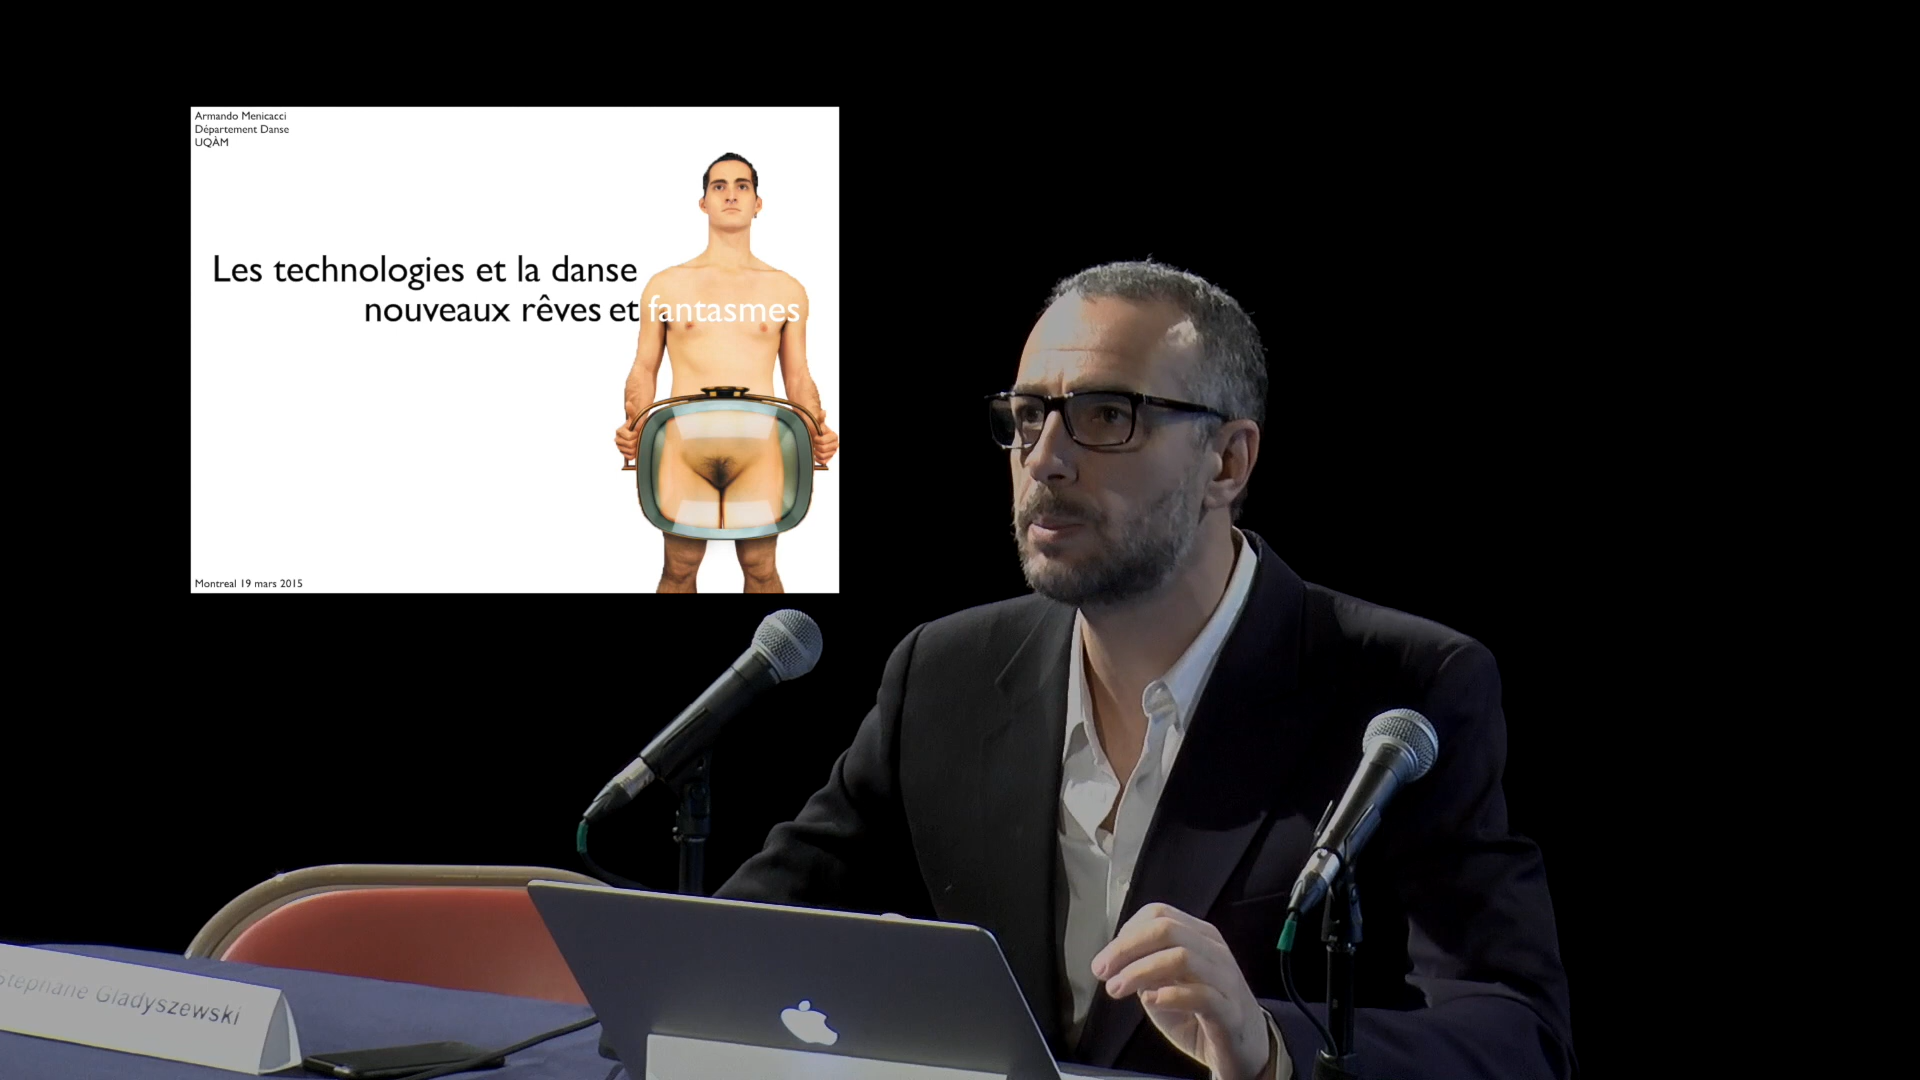 Armando Menicacci
Département Danse
UQÀM
Les technologies et la danse
nouveaux rêves et fantasmes
Montreal 19 mars 2015
Stéphane Gladyszewski